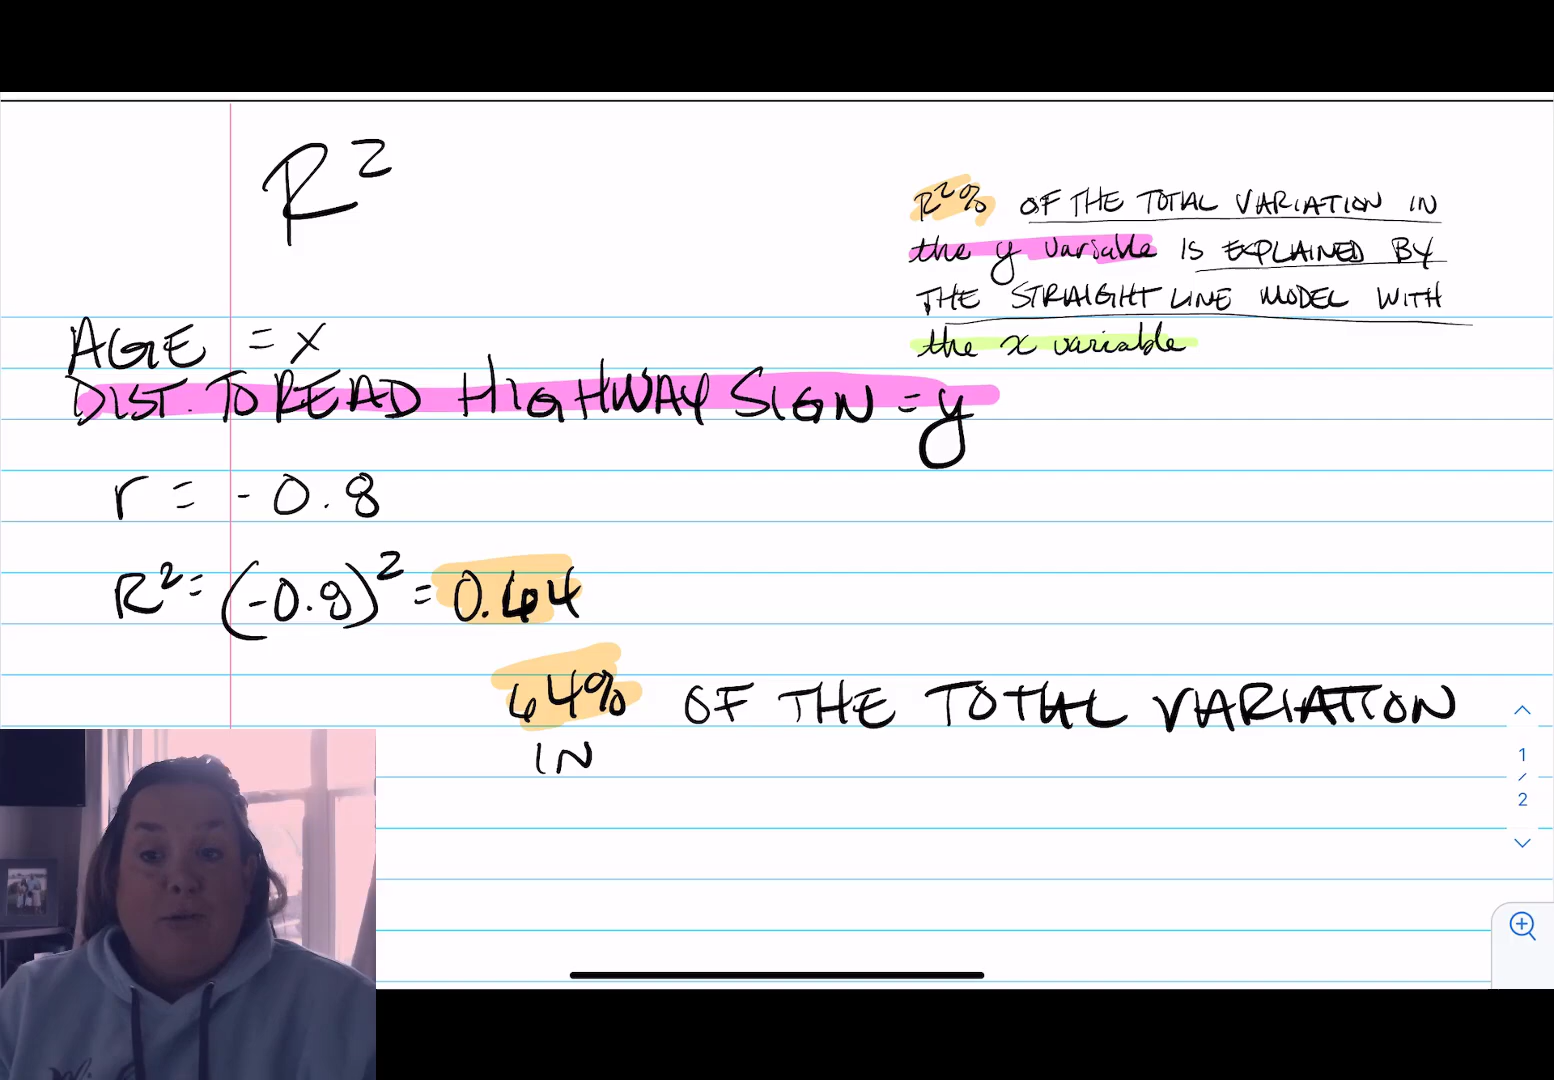 R²
R²% OF THE TOTAL VARIATION IN
the y variable IS EXPLAINED BY
THE STRAIGHT LINE MODEL WITH
the x variable
AGE = x
DIST. TO READ HIGHWAY SIGN = y
r = -0.8
R² = (-0.8)² = 0.64
64% OF THE TOTAL VARIATION
IN
1
/
2